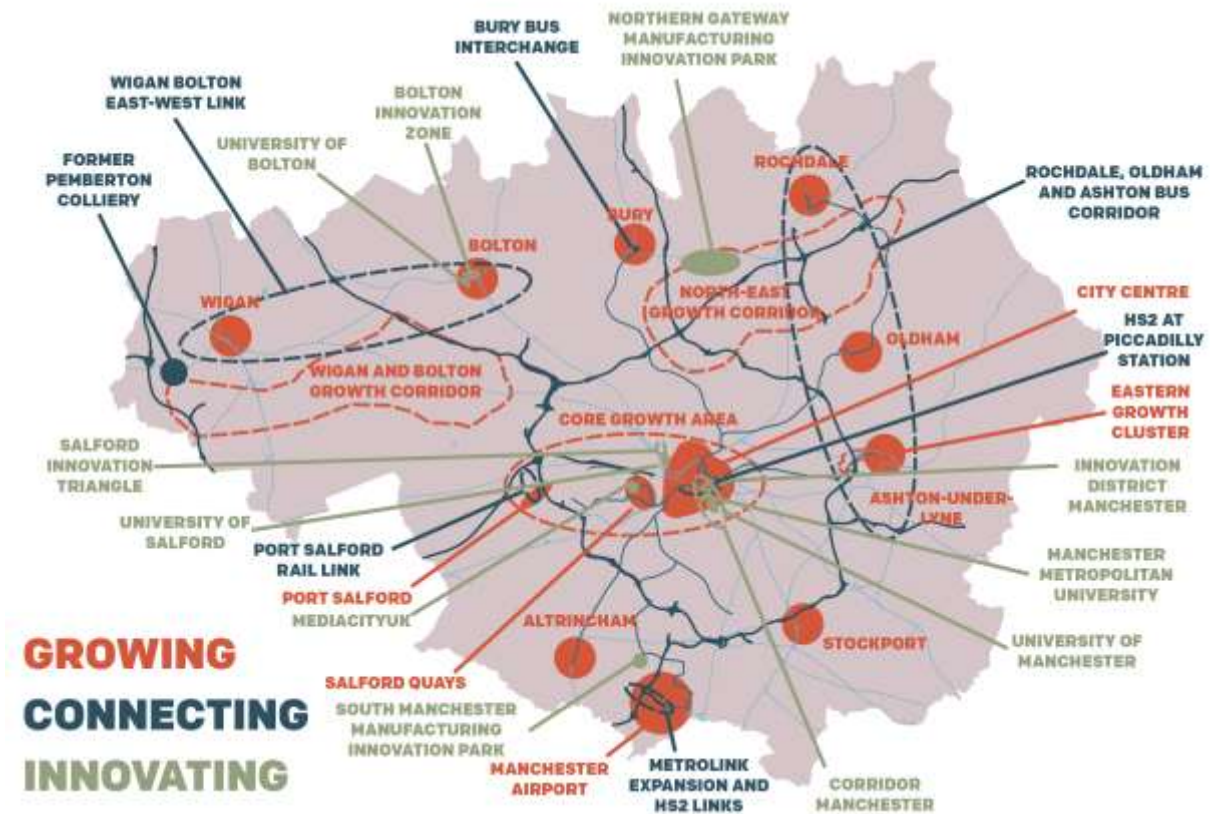 NORTHERN GATEWAY
MANUFACTURING
INNOVATION PARK
BURY BUS
INTERCHANGE
WIGAN BOLTON
EAST-WEST LINK
BOLTON
INNOVATION
ZONE
UNIVERSITY OF
BOLTON
FORMER
PEMBERTON
COLLIERY
ROCHDALE
ROCHDALE, OLDHAM
AND ASHTON BUS
CORRIDOR
BURY
BOLTON
WIGAN
NORTH-EAST
GROWTH CORRIDOR
CITY CENTRE
HS2 AT
PICCADILLY
STATION
OLDHAM
WIGAN AND BOLTON
GROWTH CORRIDOR
EASTERN
GROWTH
CLUSTER
CORE GROWTH AREA
SALFORD
INNOVATION
TRIANGLE
INNOVATION
DISTRICT
MANCHESTER
ASHTON-UNDER-
LYNE
UNIVERSITY OF
SALFORD
PORT SALFORD
RAIL LINK
MANCHESTER
METROPOLITAN
UNIVERSITY
PORT SALFORD
MEDIACITYUK
ALTRINCHAM
STOCKPORT
UNIVERSITY OF
MANCHESTER
GROWING
CONNECTING
INNOVATING
SALFORD QUAYS
SOUTH MANCHESTER
MANUFACTURING
INNOVATION PARK
MANCHESTER
AIRPORT
METROLINK
EXPANSION AND
HS2 LINKS
CORRIDOR
MANCHESTER